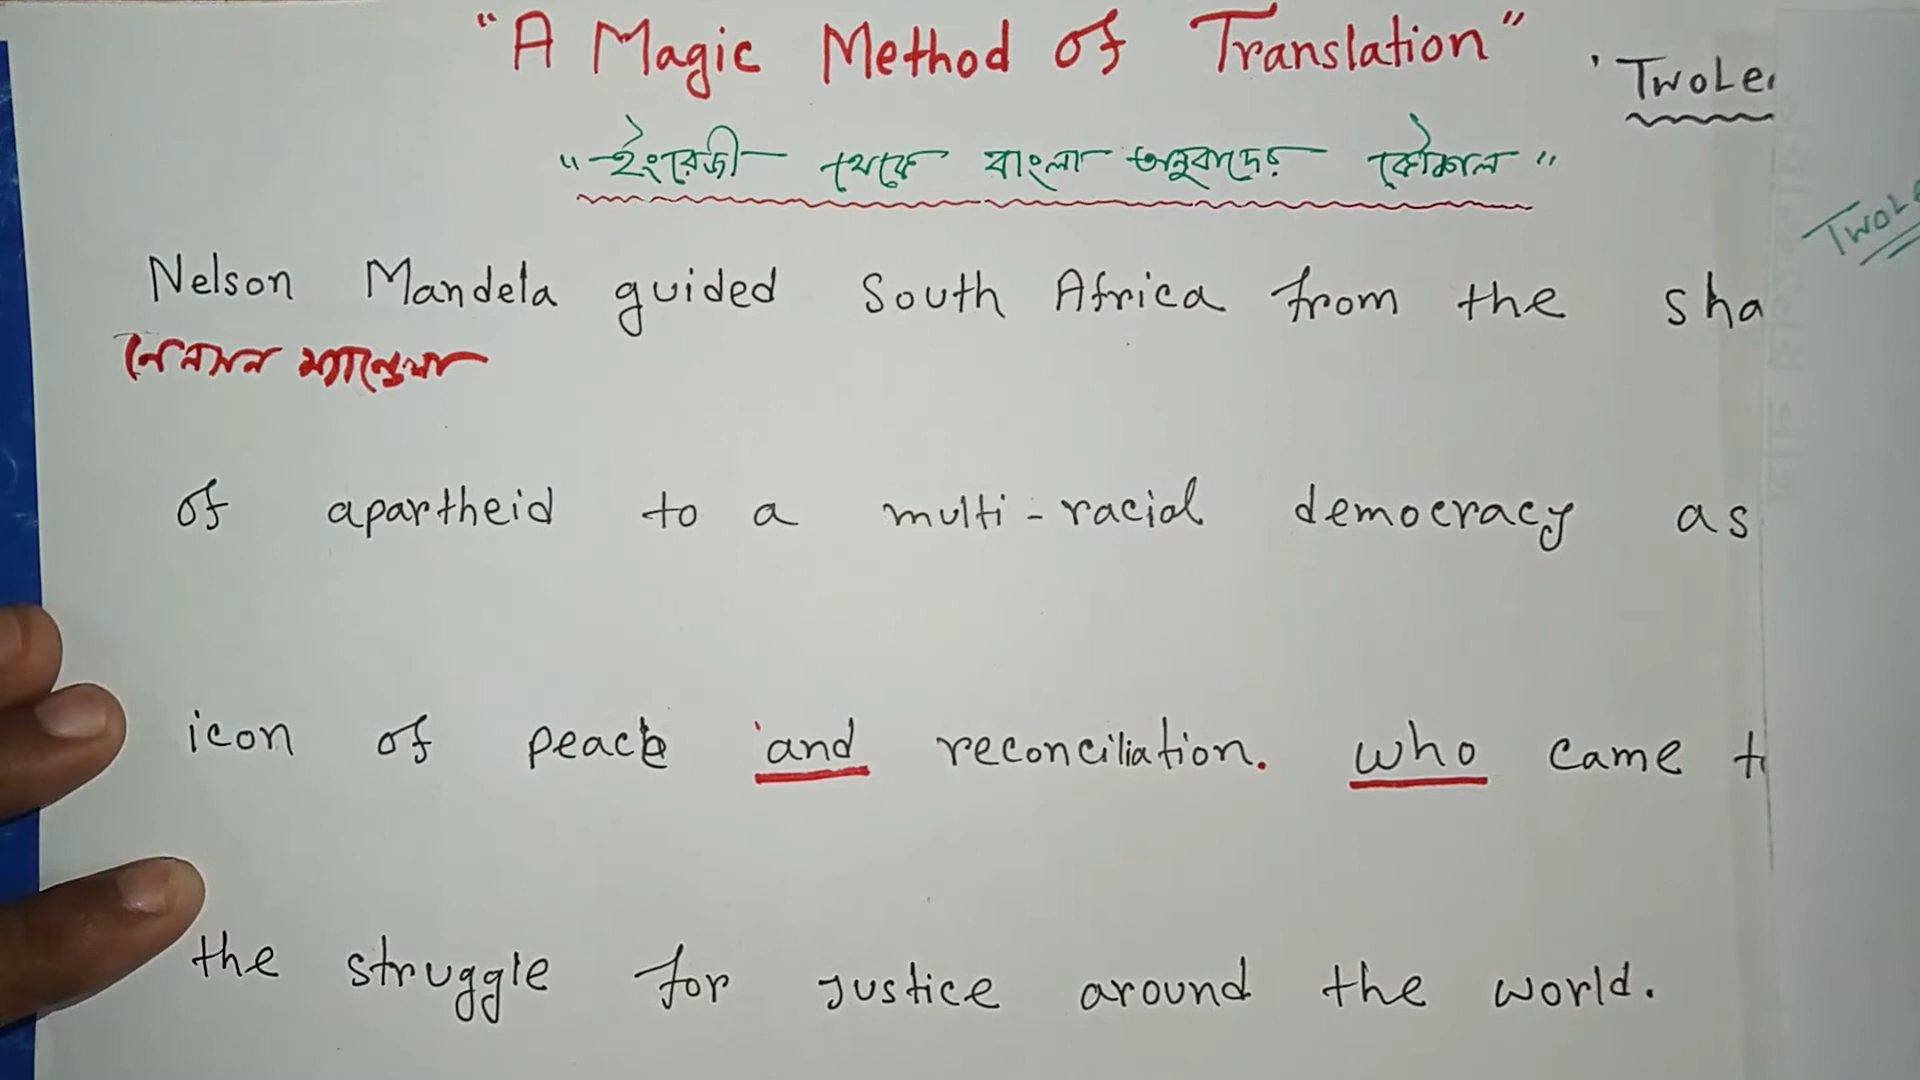 "A Magic Method of Translation"
'TwoLe
"ইংরেজী থেকে বাংলা অনুবাদের কৌশল"
TwoLe
Nelson Mandela guided South Africa from the sha
নেলসন ম্যান্ডেলা
of apartheid to a multi-racial democracy as
icon of peace and reconciliation. who came t
the struggle for justice around the world.